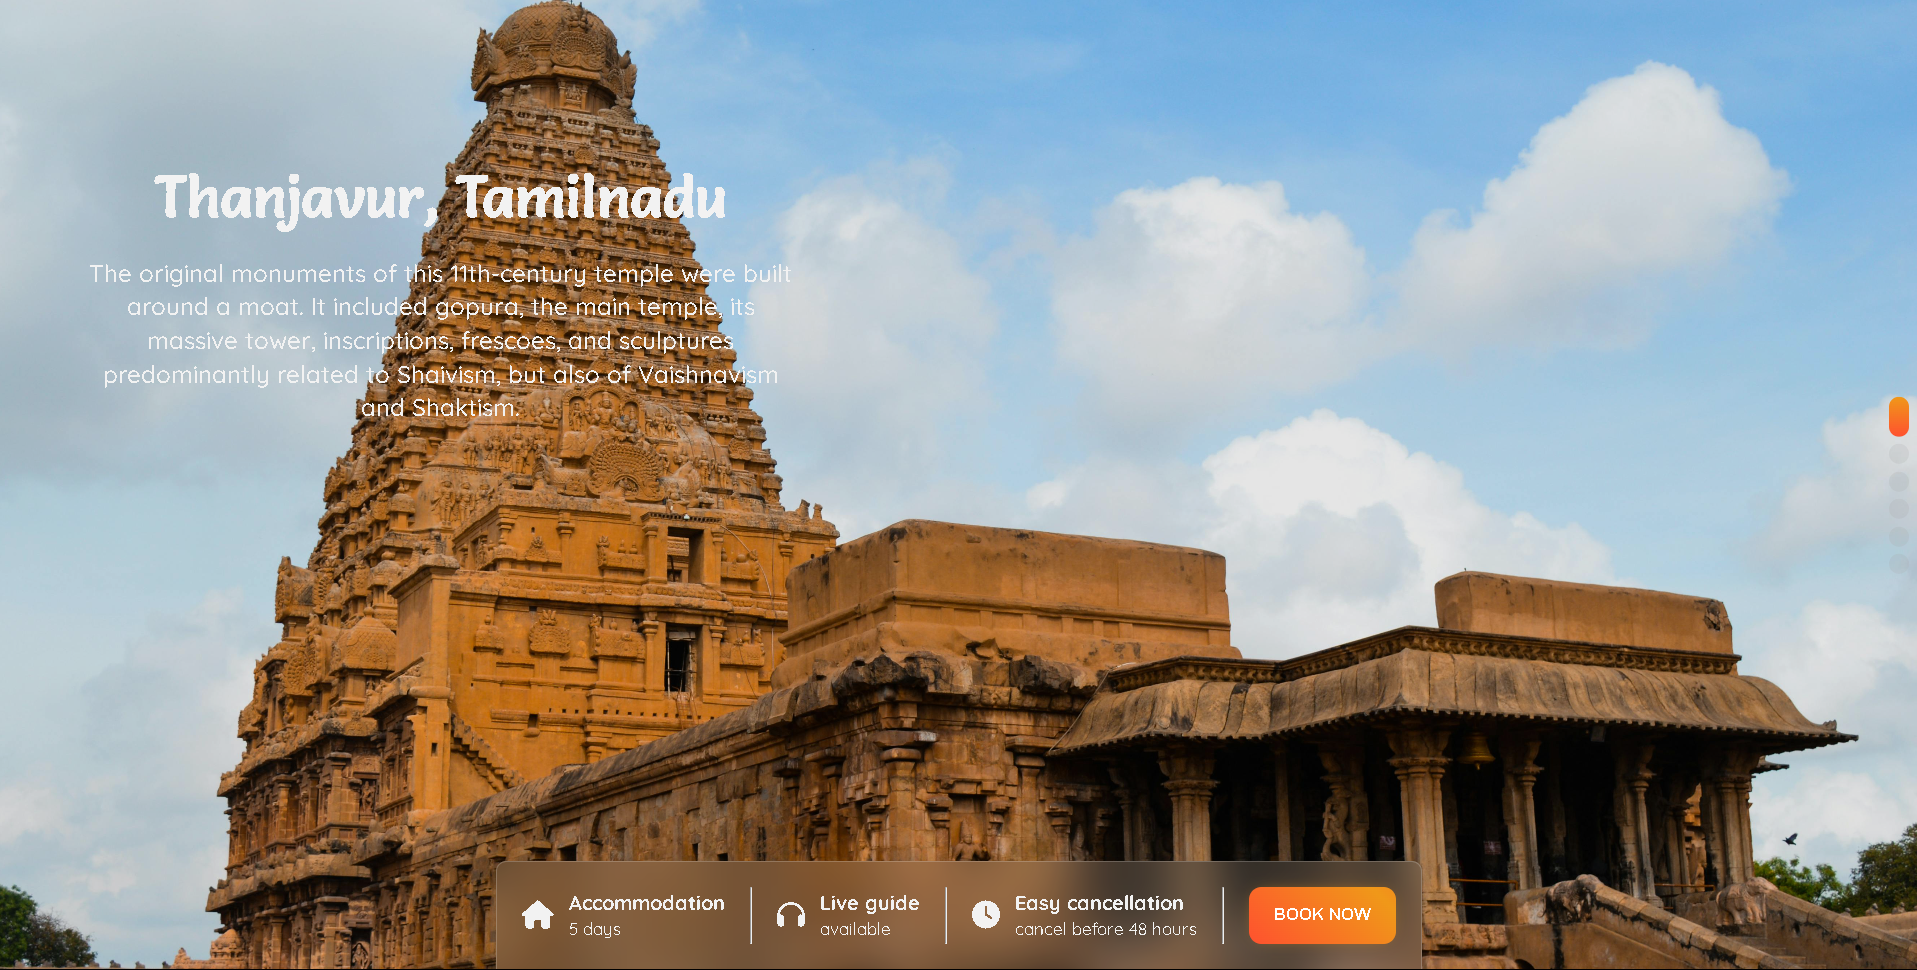 Thanjavur, Tamilnadu
The original monuments of this 11th-century temple were built
around a moat. It included gopura, the main temple, its
massive tower, inscriptions, frescoes, and sculptures
predominantly related to Shaivism, but also of Vaishnavism
and Shaktism.
Accommodation
5 days
Live guide
available
Easy cancellation
cancel before 48 hours
BOOK NOW